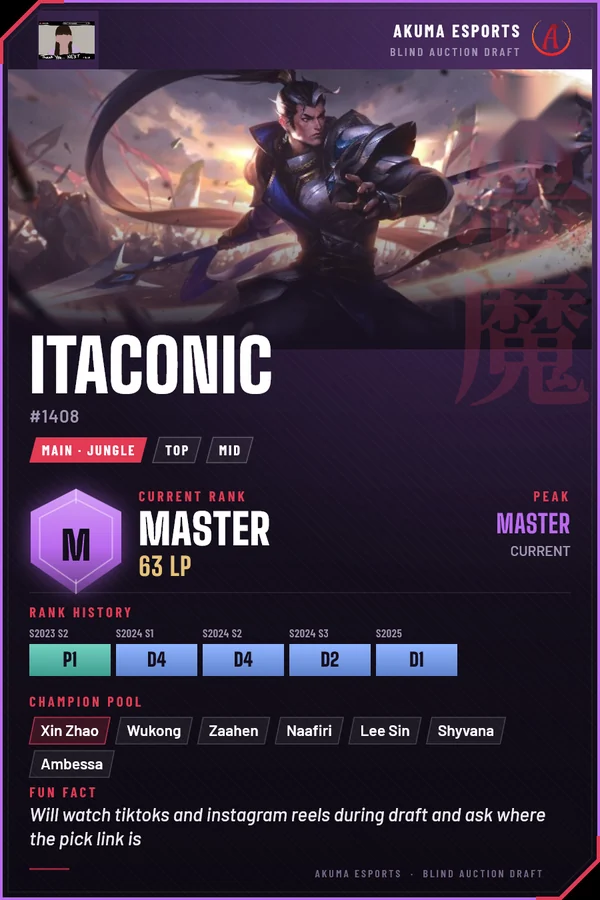 AKUMA ESPORTS
BLIND AUCTION DRAFT
魔
ITACONIC
#1408
MAIN · JUNGLE
TOP
MID
M
CURRENT RANK
MASTER
63 LP
PEAK
MASTER
CURRENT
RANK HISTORY
S2023 S2
S2024 S1
S2024 S2
S2024 S3
S2025
P1
D4
D4
D2
D1
CHAMPION POOL
Xin Zhao
Wukong
Zaahen
Naafiri
Lee Sin
Shyvana
Ambessa
FUN FACT
Will watch tiktoks and instagram reels during draft and ask where
the pick link is
AKUMA ESPORTS · BLIND AUCTION DRAFT